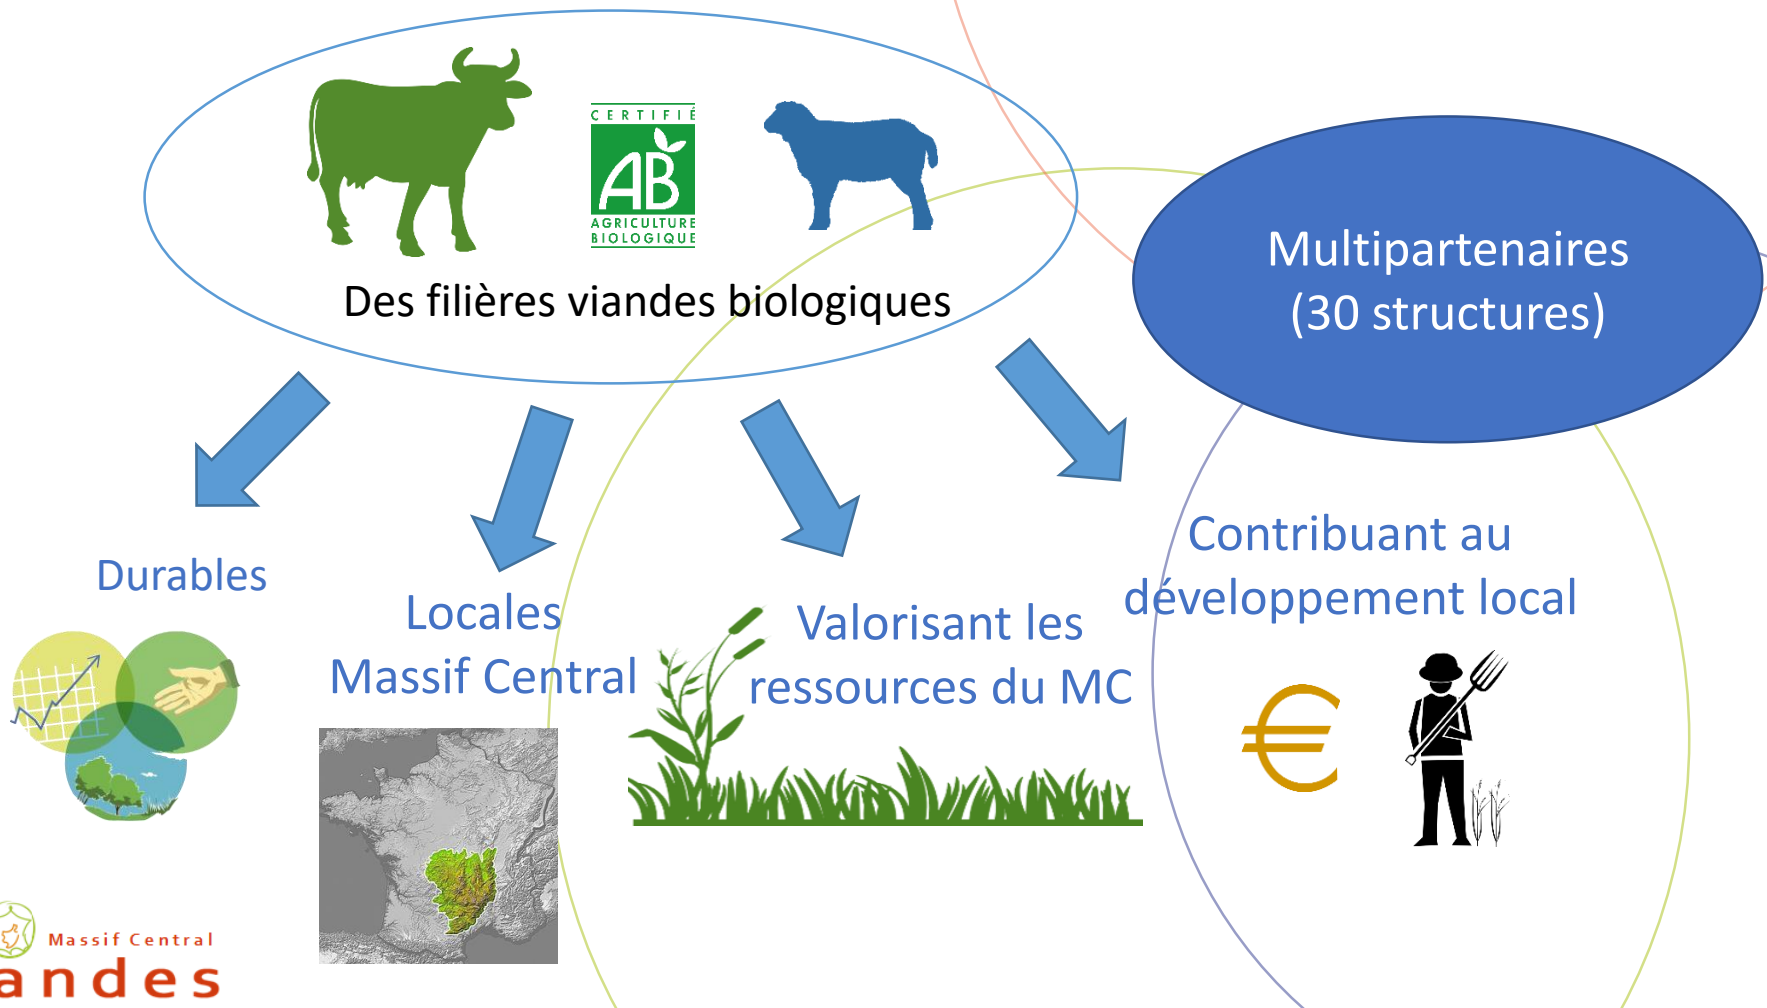 CERTIFIÉ
AB
AGRICULTURE
BIOLOGIQUE
Des filières viandes biologiques
Multipartenaires
(30 structures)
Durables
Locales
Massif Central
Valorisant les
ressources du MC
Contribuant au
développement local
€
Massif Central
andes